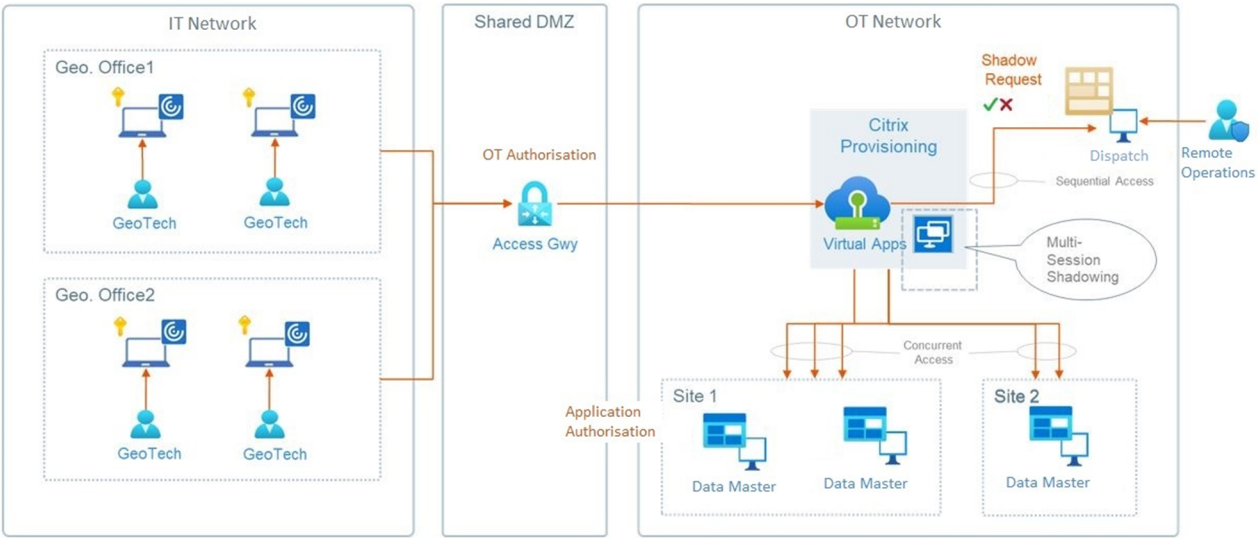 IT Network
Shared DMZ
OT Network
Geo. Office1
GeoTech
GeoTech
Geo. Office2
GeoTech
GeoTech
OT Authorisation
Access Gwy
Citrix
Provisioning
Virtual Apps
Shadow
Request
Dispatch
Remote
Operations
Sequential Access
Multi-
Session
Shadowing
Concurrent
Access
Application
Authorisation
Site 1
Data Master
Data Master
Site 2
Data Master